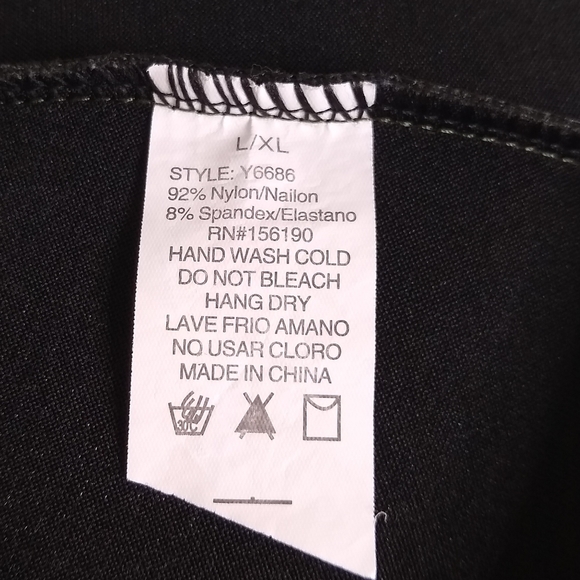 L/XL
STYLE: Y6686
92% Nylon/Nailon
8% Spandex/Elastano
RN#156190
HAND WASH COLD
DO NOT BLEACH
HANG DRY
LAVE FRIO AMANO
NO USAR CLORO
MADE IN CHINA
30°C